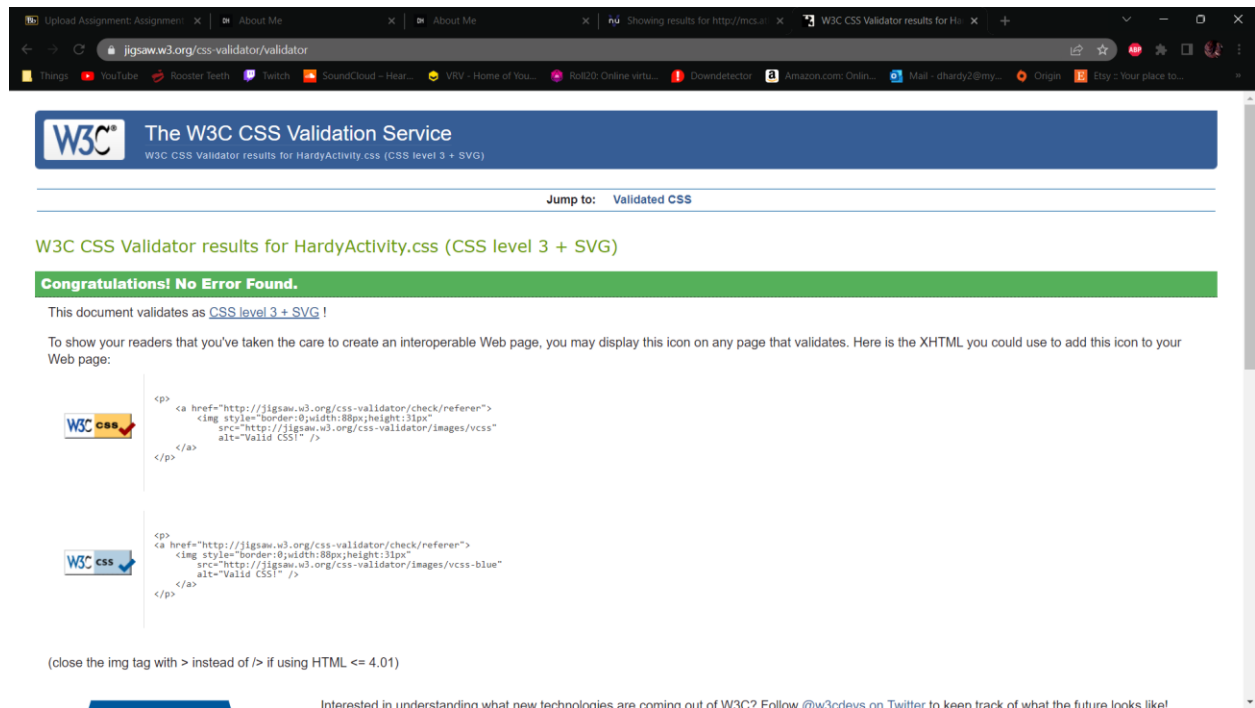 Upload Assignment: Assignment
About Me
About Me
Showing results for http://mcs.at
W3C CSS Validator results for Ha
jigsaw.w3.org/css-validator/validator
ABP
Things
YouTube
Rooster Teeth
Twitch
SoundCloud – Hear...
VRV - Home of You...
Roll20: Online virtu...
Downdetector
Amazon.com: Onlin...
Mail - dhardy2@my...
Origin
Etsy :: Your place to...
W3C®
The W3C CSS Validation Service
W3C CSS Validator results for HardyActivity.css (CSS level 3 + SVG)
Jump to: Validated CSS
W3C CSS Validator results for HardyActivity.css (CSS level 3 + SVG)
Congratulations! No Error Found.
This document validates as CSS level 3 + SVG !
To show your readers that you've taken the care to create an interoperable Web page, you may display this icon on any page that validates. Here is the XHTML you could use to add this icon to your
Web page:
W3C css
<p>
<a href="http://jigsaw.w3.org/css-validator/check/referer">
<img style="border:0;width:88px;height:31px"
src="http://jigsaw.w3.org/css-validator/images/vcss"
alt="Valid CSS!" />
</a>
</p>
W3C css
<p>
<a href="http://jigsaw.w3.org/css-validator/check/referer">
<img style="border:0;width:88px;height:31px"
src="http://jigsaw.w3.org/css-validator/images/vcss-blue"
alt="Valid CSS!" />
</a>
</p>
(close the img tag with > instead of /> if using HTML <= 4.01)
Interested in understanding what new technologies are coming out of W3C? Follow @w3cdevs on Twitter to keep track of what the future looks like!